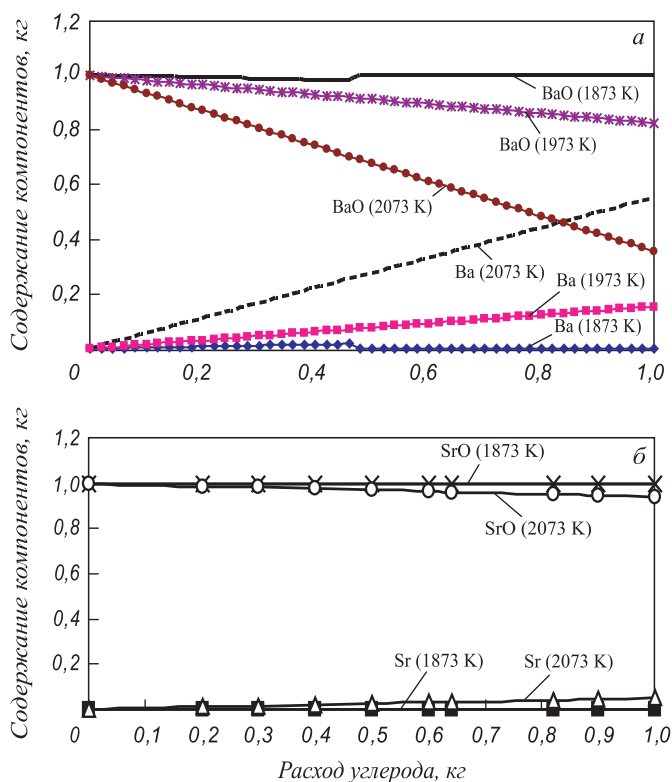 Содержание компонентов, кг
1,2
1,0
0,8
0,6
0,4
0,2
а
BaO (1873 K)
BaO (1973 K)
BaO (2073 K)
Ba (2073 K)
Ba (1973 K)
Ba (1873 K)
0 0,2 0,4 0,6 0,8 1,0
Содержание компонентов, кг
1,2
1,0
0,8
0,6
0,4
0,2
б
SrO (1873 K)
SrO (2073 K)
Sr (1873 K)
Sr (2073 K)
0 0,1 0,2 0,3 0,4 0,5 0,6 0,7 0,8 0,9 1,0
Расход углерода, кг